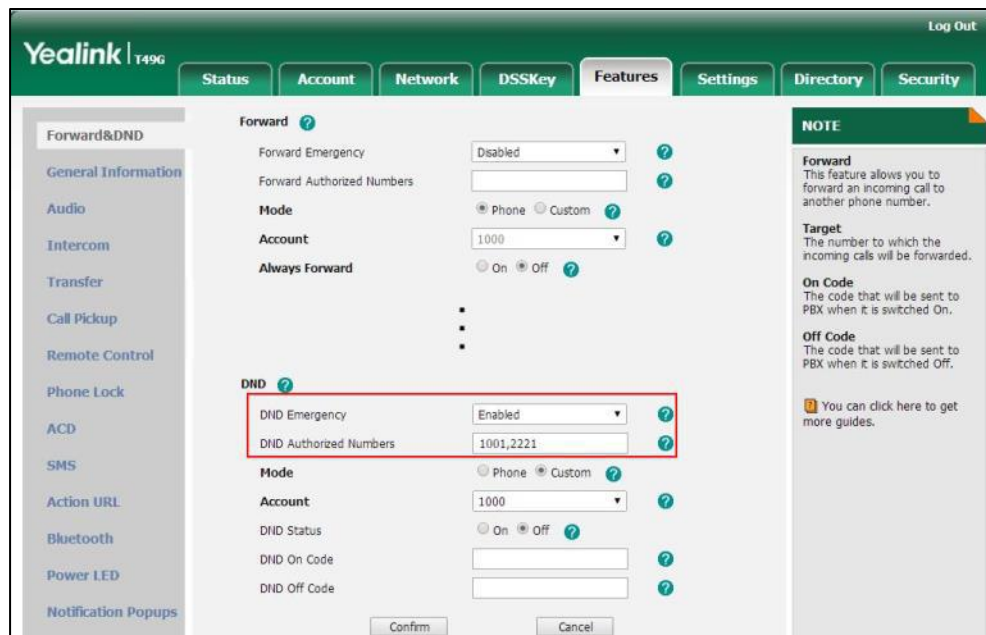 Log Out
Yealink | T49G
Status Account Network DSSKey Features Settings Directory Security
Forward&DND
General Information
Audio
Intercom
Transfer
Call Pickup
Remote Control
Phone Lock
ACD
SMS
Action URL
Bluetooth
Power LED
Notification Popups
Forward ?
Forward Emergency Disabled ?
Forward Authorized Numbers ?
Mode Phone Custom ?
Account 1000 ?
Always Forward On Off ?
DND ?
DND Emergency Enabled ?
DND Authorized Numbers 1001,2221 ?
Mode Phone Custom ?
Account 1000 ?
DND Status On Off ?
DND On Code ?
DND Off Code ?
Confirm Cancel
NOTE
Forward
This feature allows you to
forward an incoming call to
another phone number.
Target
The number to which the
incoming calls will be forwarded.
On Code
The code that will be sent to
PBX when it is switched On.
Off Code
The code that will be sent to
PBX when it is switched Off.
? You can click here to get
more guides.